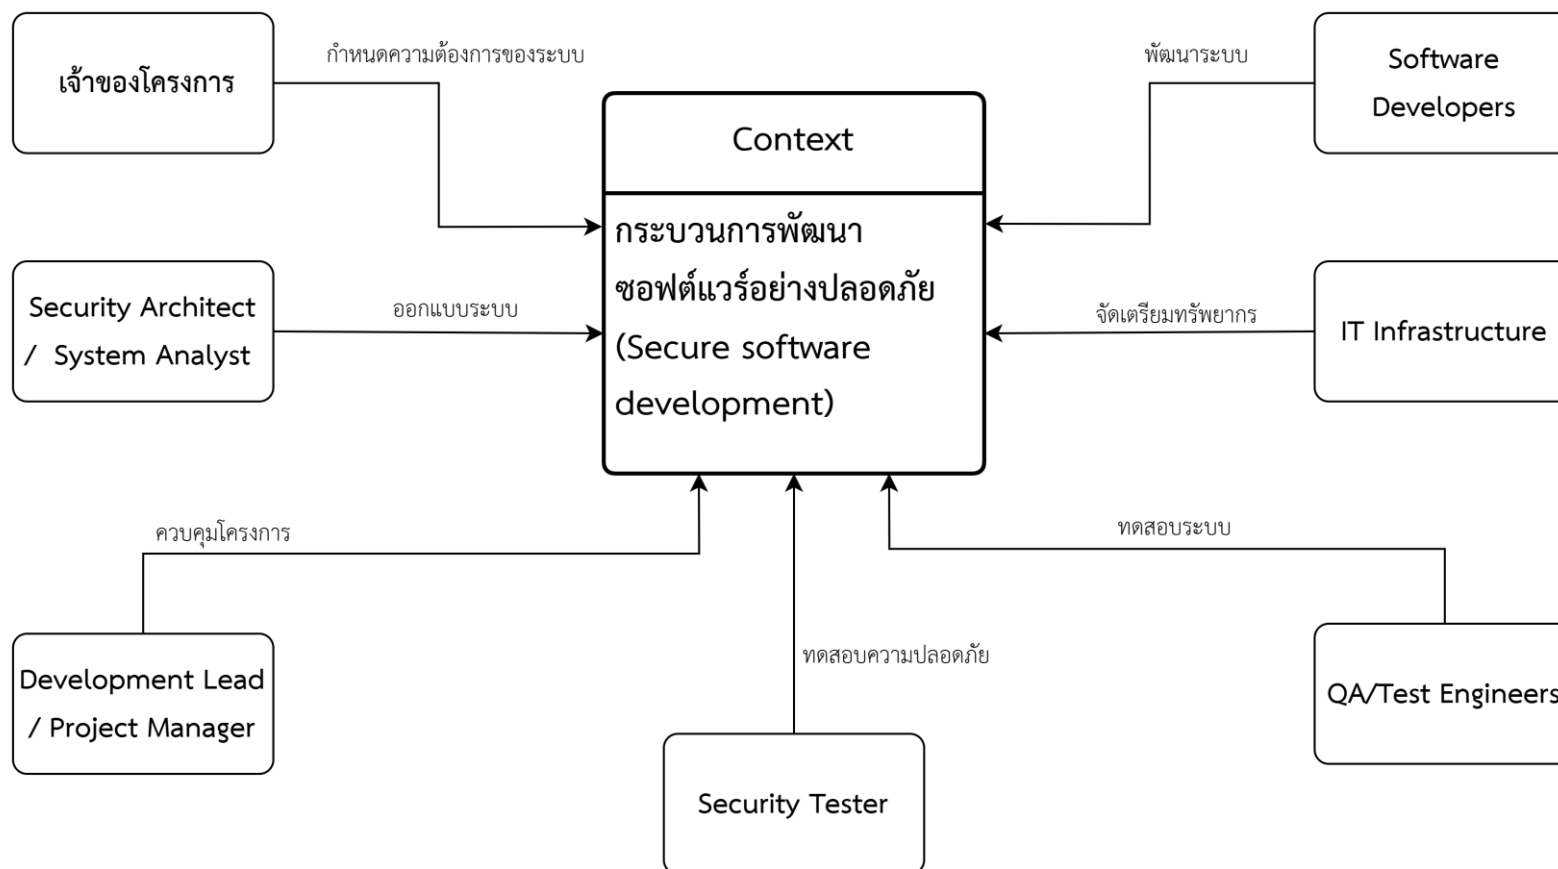 เจ้าของโครงการ
กำหนดความต้องการของระบบ
Context
กระบวนการพัฒนา
ซอฟต์แวร์อย่างปลอดภัย
(Secure software
development)
พัฒนาระบบ
Software
Developers
Security Architect
/ System Analyst
ออกแบบระบบ
จัดเตรียมทรัพยากร
IT Infrastructure
ควบคุมโครงการ
Development Lead
/ Project Manager
ทดสอบความปลอดภัย
Security Tester
ทดสอบระบบ
QA/Test Engineers